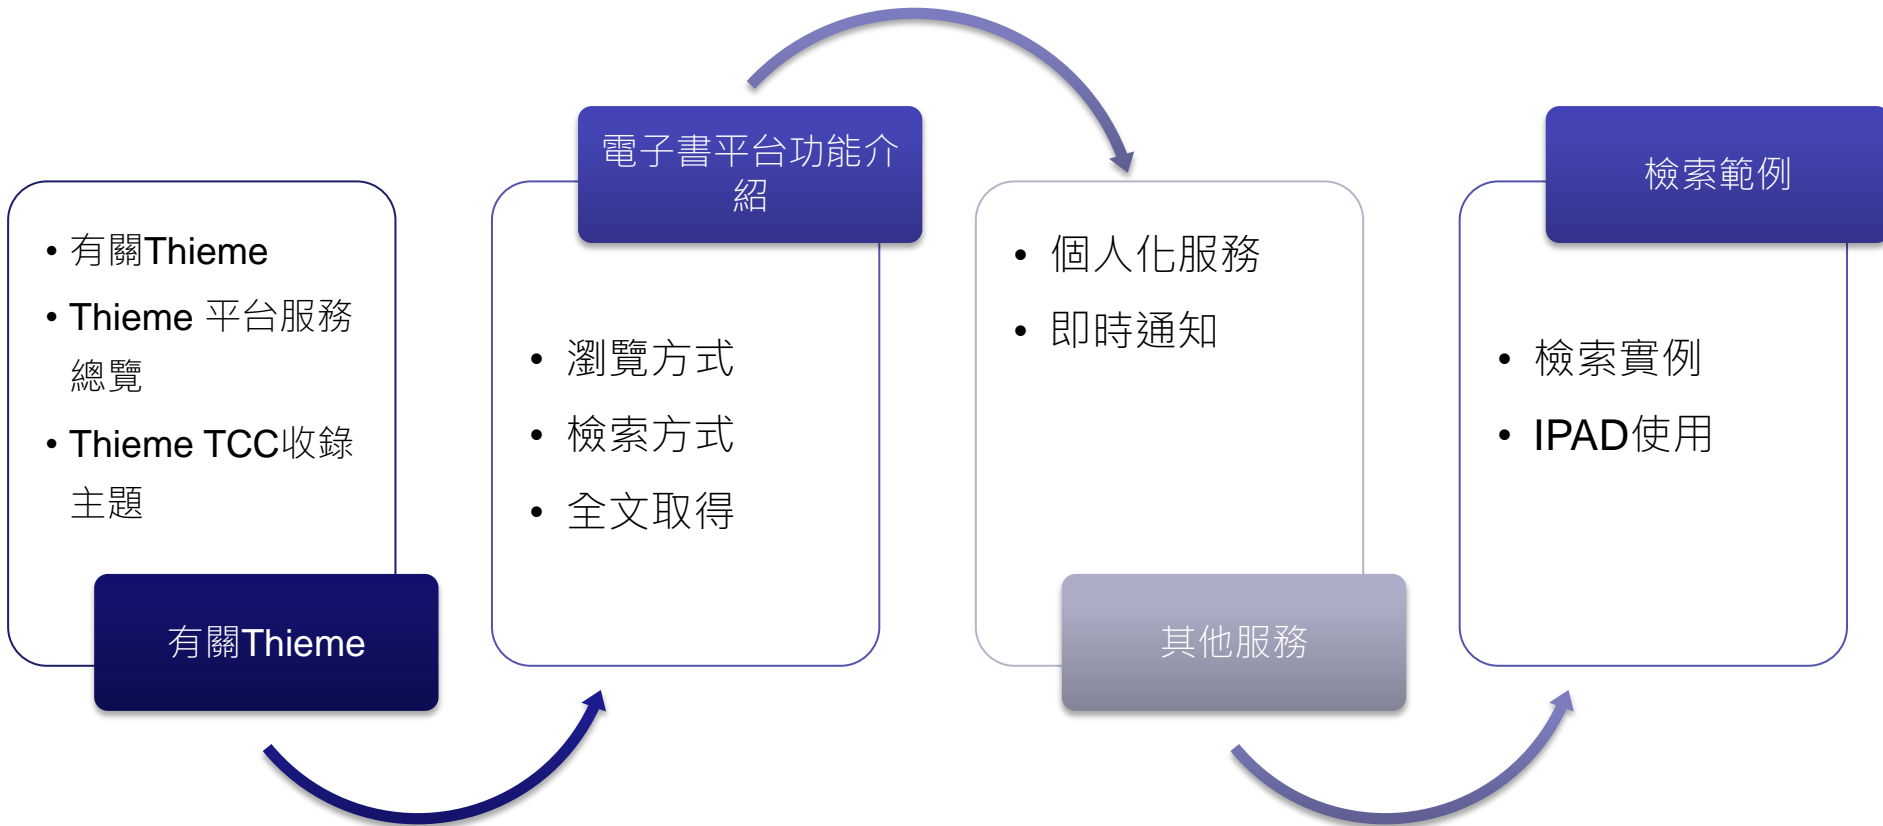 • 有關Thieme
• Thieme 平台服務
總覽
• Thieme TCC收錄
主題
有關Thieme
電子書平台功能介
紹
• 瀏覽方式
• 檢索方式
• 全文取得
• 個人化服務
• 即時通知
其他服務
檢索範例
• 檢索實例
• IPAD使用